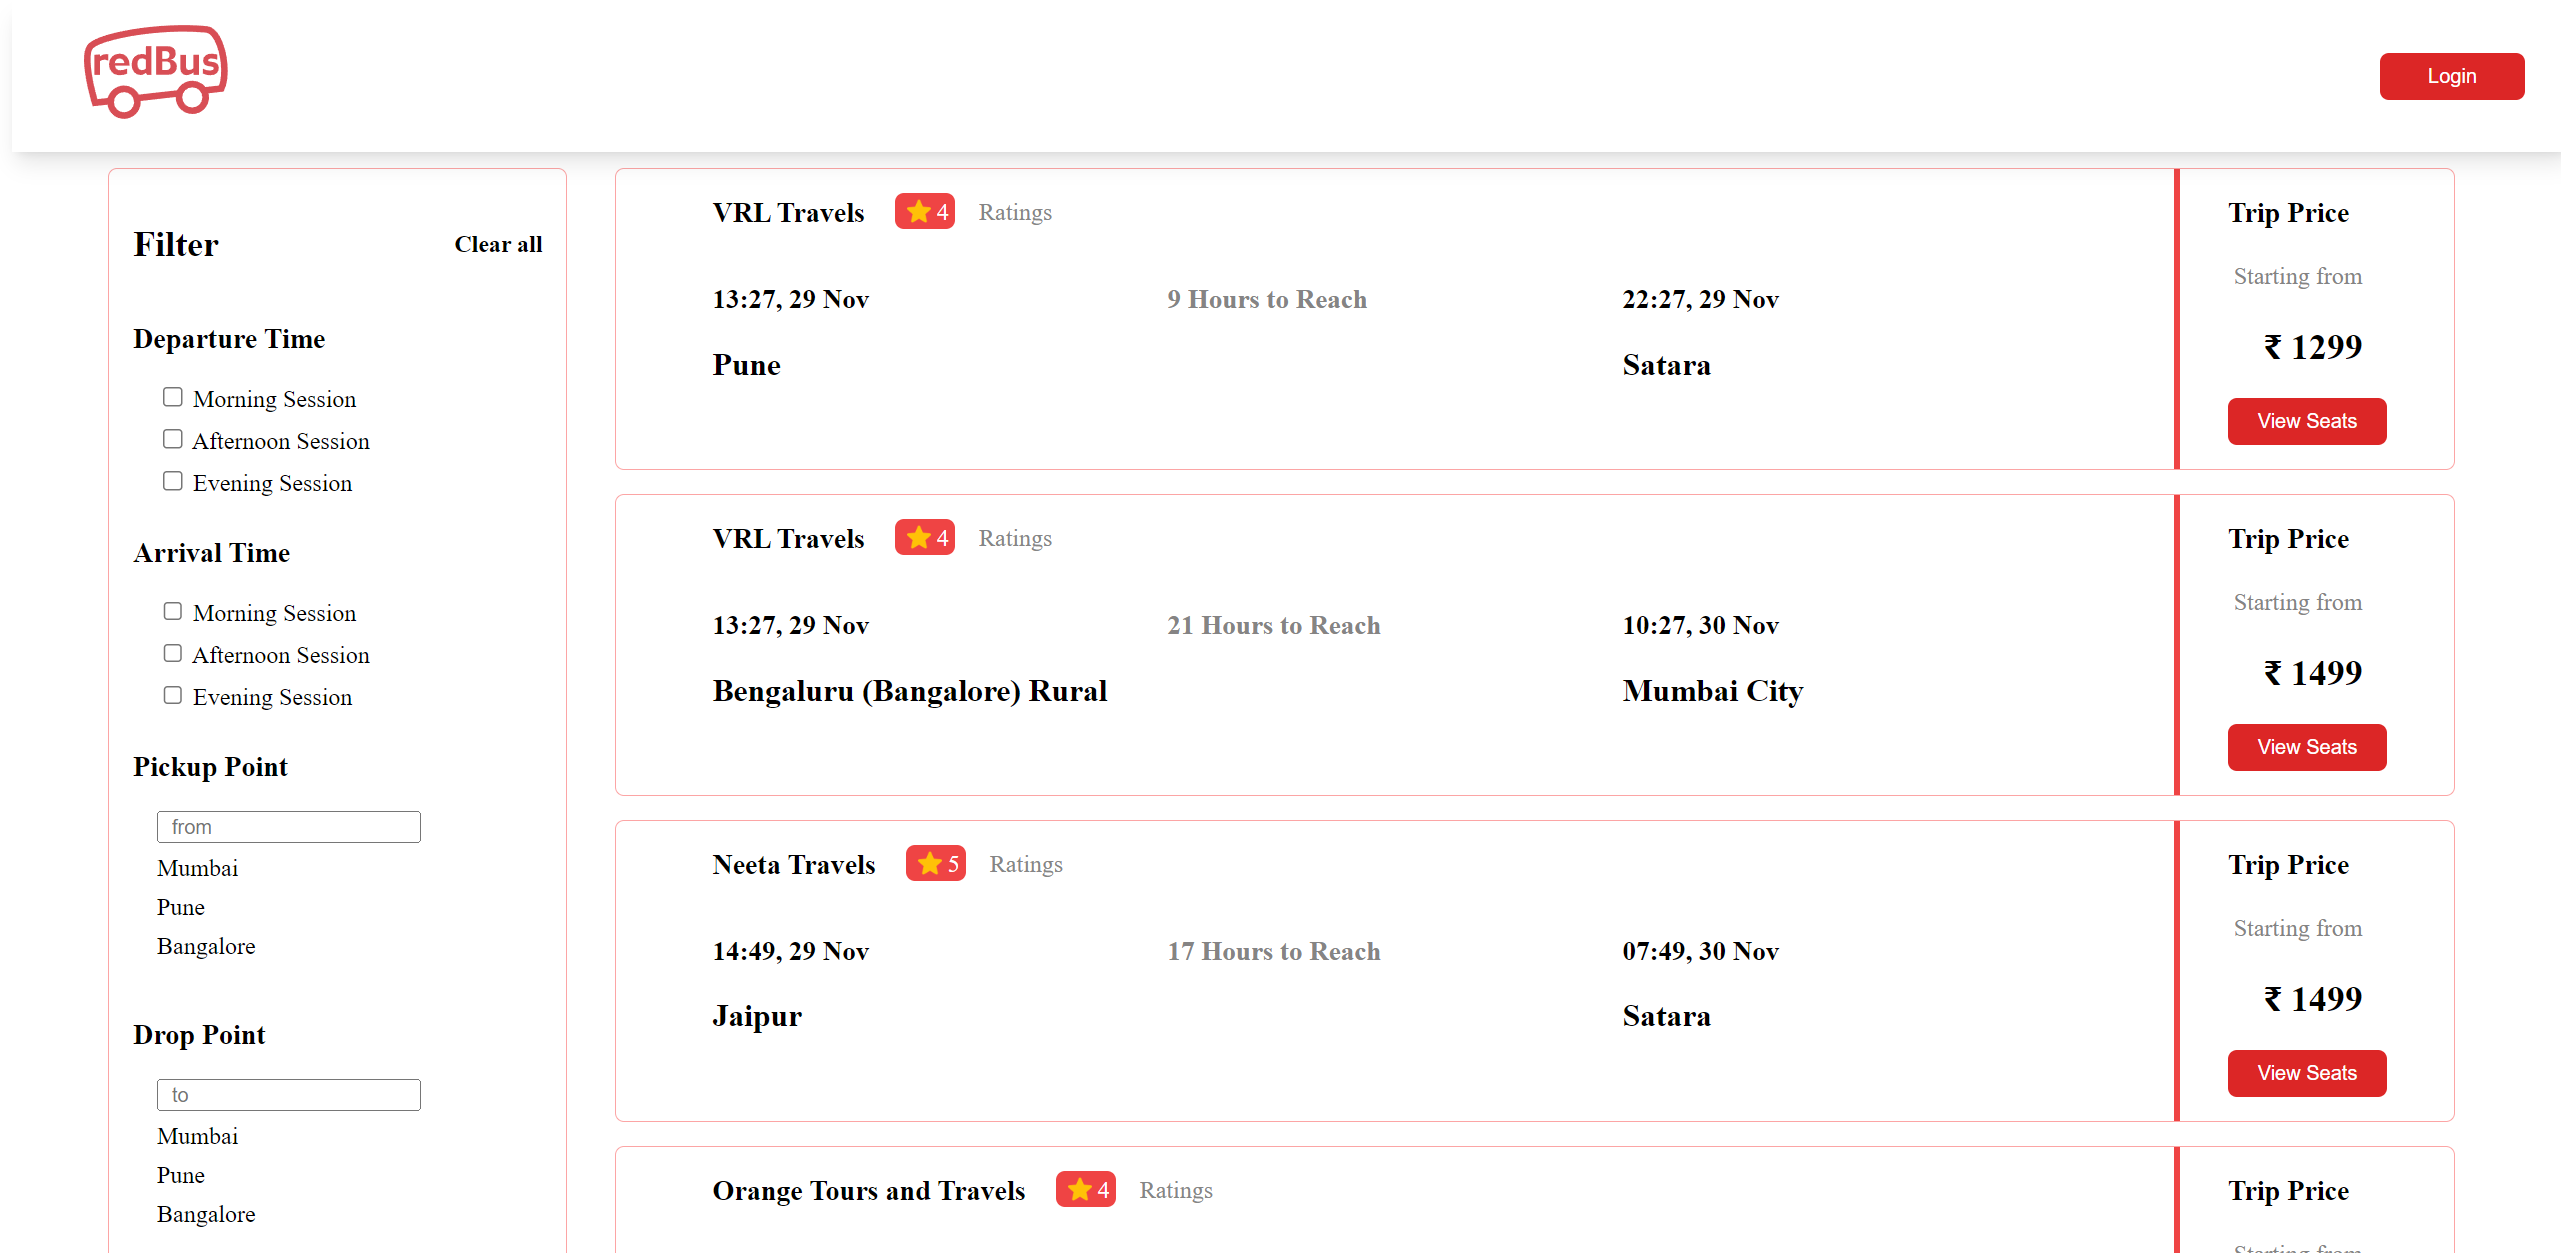 redBus
Login
Filter
Clear all
Departure Time
Morning Session
Afternoon Session
Evening Session
Arrival Time
Morning Session
Afternoon Session
Evening Session
Pickup Point
from
Mumbai
Pune
Bangalore
Drop Point
to
Mumbai
Pune
Bangalore
VRL Travels 4 Ratings
13:27, 29 Nov 9 Hours to Reach 22:27, 29 Nov
Pune Satara
Trip Price
Starting from
₹ 1299
View Seats
VRL Travels 4 Ratings
13:27, 29 Nov 21 Hours to Reach 10:27, 30 Nov
Bengaluru (Bangalore) Rural Mumbai City
Trip Price
Starting from
₹ 1499
View Seats
Neeta Travels 5 Ratings
14:49, 29 Nov 17 Hours to Reach 07:49, 30 Nov
Jaipur Satara
Trip Price
Starting from
₹ 1499
View Seats
Orange Tours and Travels 4 Ratings
Trip Price
Starting from